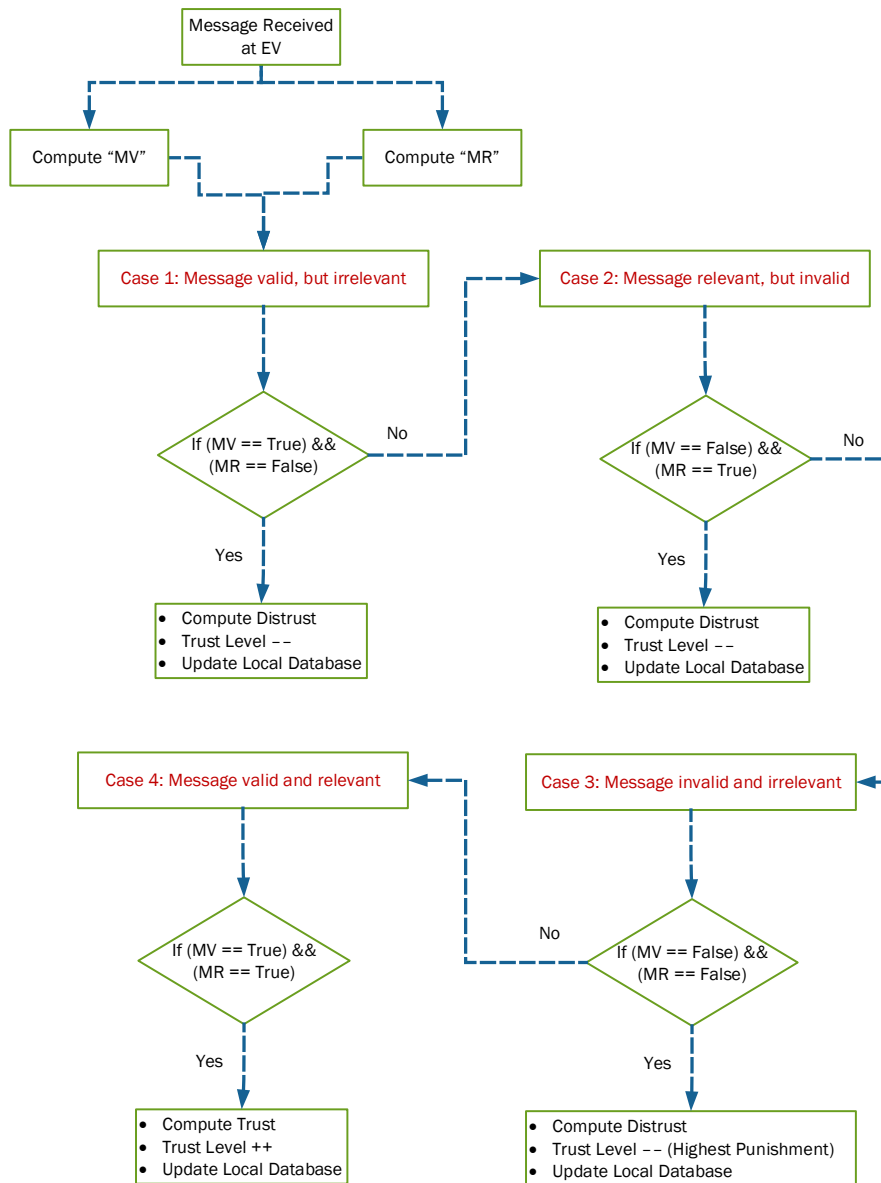 Message Received
at EV
Compute “MV”
Compute “MR”
Case 1: Message valid, but irrelevant
Case 2: Message relevant, but invalid
If (MV == True) &&
(MR == False)
No
If (MV == False) &&
(MR == True)
No
Yes
Yes
• Compute Distrust
• Trust Level −−
• Update Local Database
• Compute Distrust
• Trust Level −−
• Update Local Database
Case 4: Message valid and relevant
Case 3: Message invalid and irrelevant
If (MV == True) &&
(MR == True)
No
If (MV == False) &&
(MR == False)
Yes
Yes
• Compute Trust
• Trust Level ++
• Update Local Database
• Compute Distrust
• Trust Level −− (Highest Punishment)
• Update Local Database